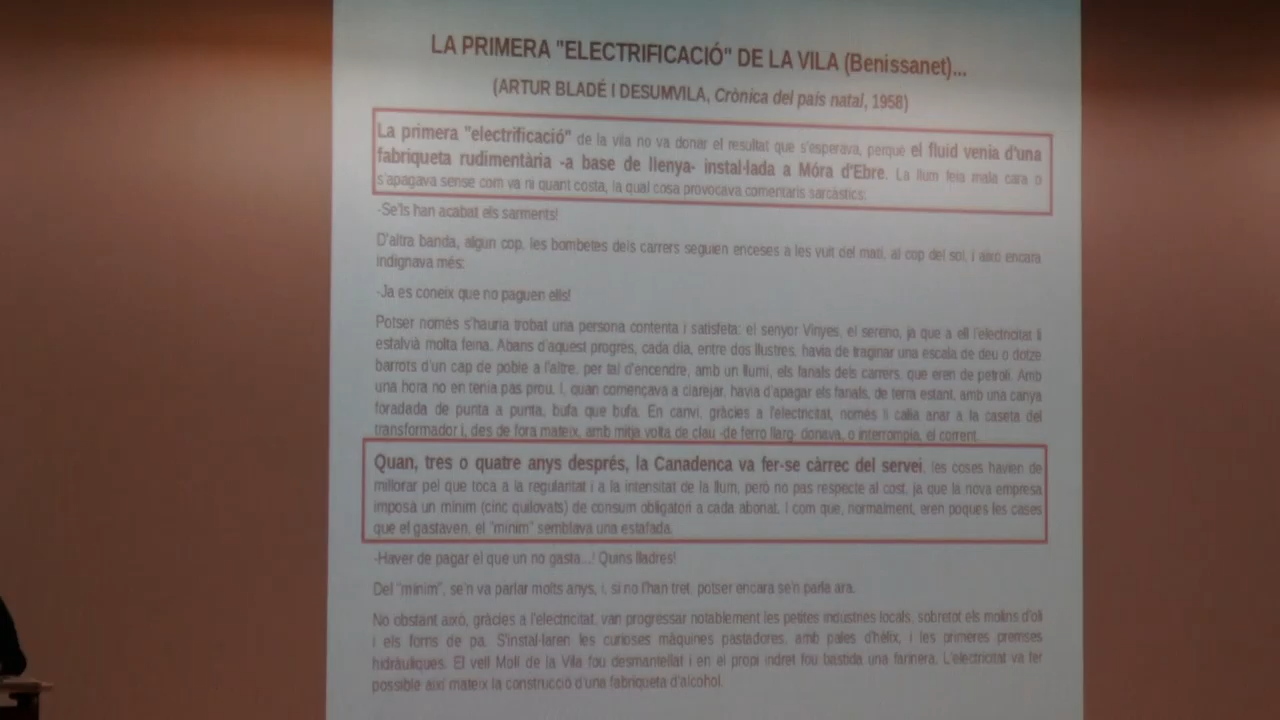 LA PRIMERA "ELECTRIFICACIÓ" DE LA VILA (Benissanet)...
(ARTUR BLADÉ I DESUMVILA, Crònica del país natal, 1958)
La primera "electrificació" de la vila no va donar el resultat que s'esperava, perquè el fluid venia d'una
fabriqueta rudimentària -a base de llenya- instal·lada a Móra d'Ebre. La llum feia mala cara o
s'apagava sense com va ni quant costa, la qual cosa provocava comentaris sarcàstics:
-Se'ls han acabat els sarments!
D'altra banda, algun cop, les bombetes dels carrers seguien enceses a les vuit del matí, al cop del sol, i això encara
indignava més:
-Ja es coneix que no paguen ells!
Potser només s'hauria trobat una persona contenta i satisfeta: el senyor Vinyes, el sereno, ja que a ell l'electricitat li
estalvià molta feina. Abans d'aquest progrés, cada dia, entre dos llustres, havia de traginar una escala de deu o dotze
barrots d'un cap de poble a l'altre, per tal d'encendre, amb un llumí, els fanals dels carrers, que eren de petroli. Amb
una hora no en tenia pas prou. I, quan començava a clarejar, havia d'apagar els fanals, de terra estant, amb una canya
foradada de punta a punta, bufa que bufa. En canvi, gràcies a l'electricitat, només li calia anar a la caseta del
transformador i, des de fora mateix, amb mitja volta de clau -de ferro llarg- donava, o interrompia, el corrent.
Quan, tres o quatre anys després, la Canadenca va fer-se càrrec del servei, les coses havien de
millorar pel que toca a la regularitat i a la intensitat de la llum, però no pas respecte al cost, ja que la nova empresa
imposà un mínim (cinc quilovats) de consum obligatori a cada abonat. I com que, normalment, eren poques les cases
que el gastaven, el "mínim" semblava una estafada.
-Haver de pagar el que un no gasta...! Quins lladres!
Del "mínim", se'n va parlar molts anys, i, si no l'han tret, potser encara se'n parla ara.
No obstant això, gràcies a l'electricitat, van progressar notablement les petites indústries locals, sobretot els molins d'oli
i els forns de pa. S'instal·laren les curioses màquines pastadores, amb pales d'hèlix, i les primeres premses
hidràuliques. El vell Molí de la Vila fou desmantellat i en el propi indret fou bastida una farinera. L'electricitat va fer
possible així mateix la construcció d'una fabriqueta d'alcohol.